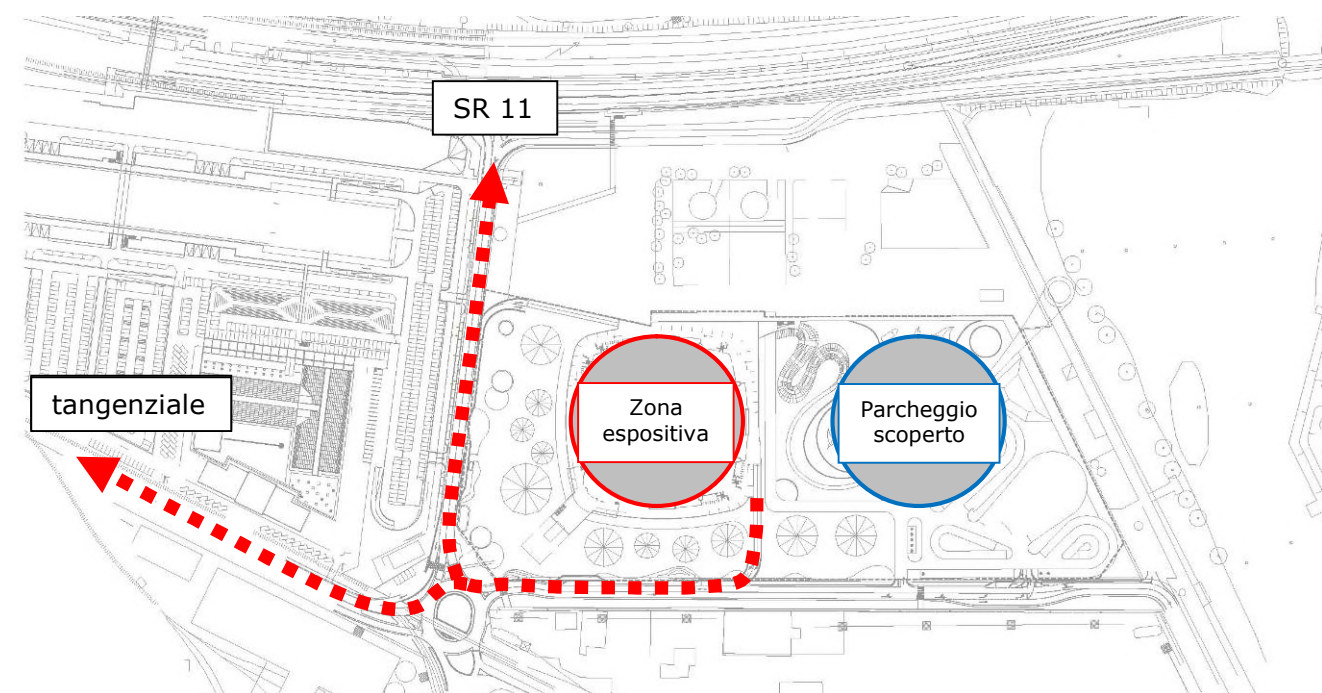 SR 11
tangenziale
Zona
espositiva
Parcheggio
scoperto